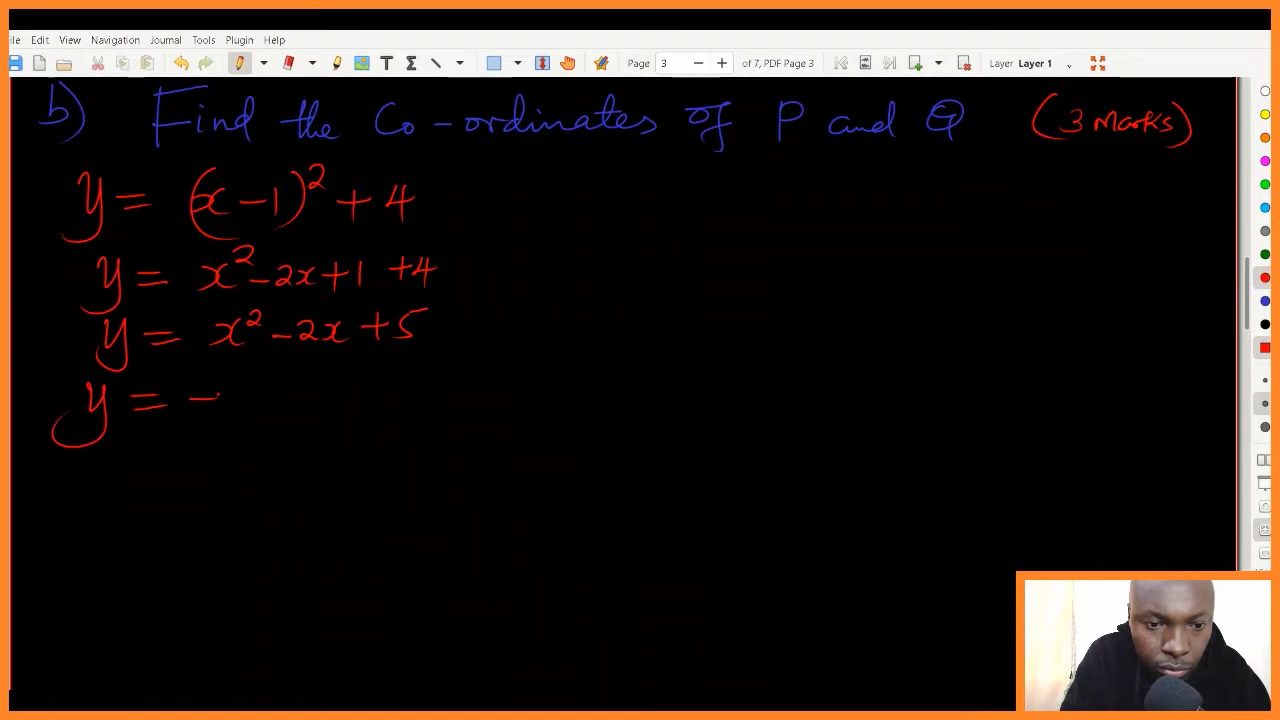 ile Edit View Navigation Journal Tools Plugin Help
Page 3 of 7, PDF Page 3 Layer Layer 1
b) Find the Co-ordinates of P and Q (3 marks)
y = (x - 1)² + 4
y = x² - 2x + 1 + 4
y = x² - 2x + 5
y = -